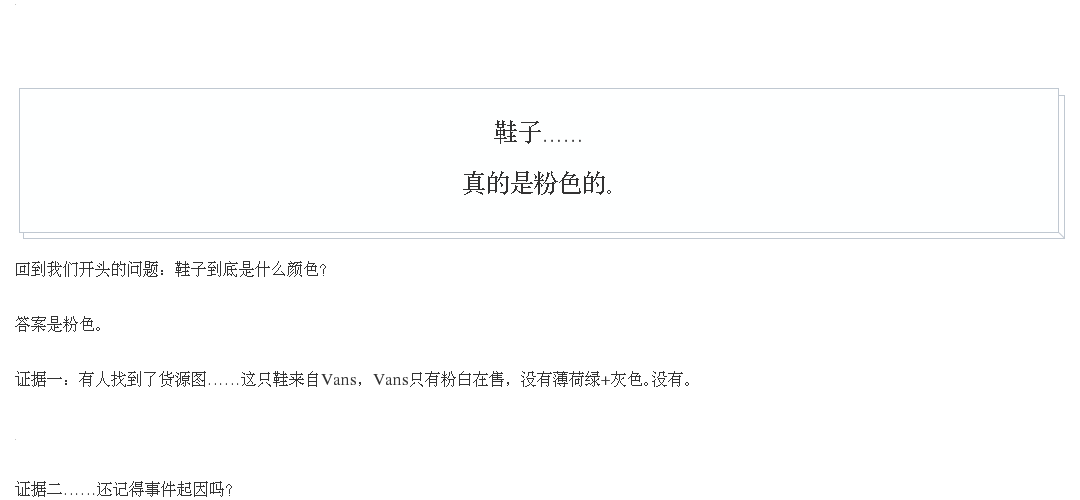 鞋子……
真的是粉色的。
回到我们开头的问题：鞋子到底是什么颜色？
答案是粉色。
证据一：有人找到了货源图……这只鞋来自Vans，Vans只有粉白在售，没有薄荷绿+灰色。没有。
证据二……还记得事件起因吗？